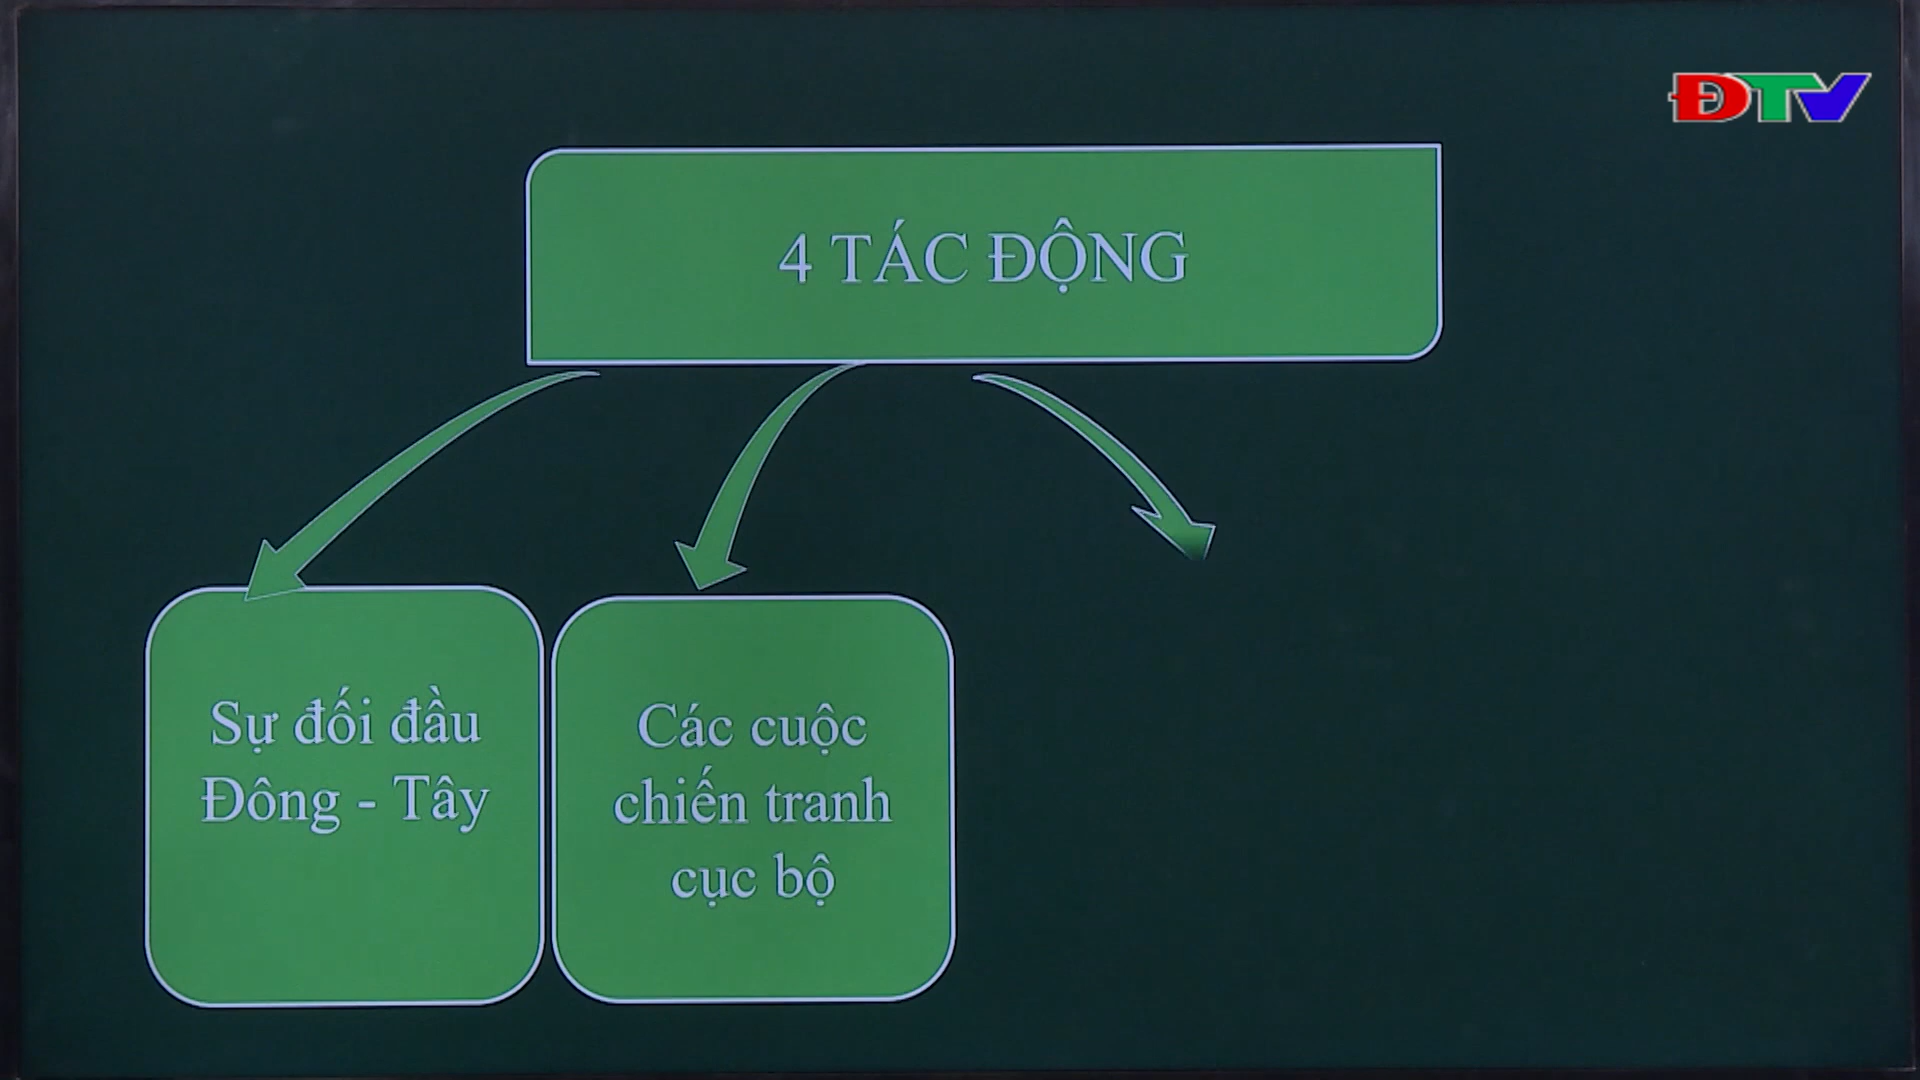 ĐTV
4 TÁC ĐỘNG
Sự đối đầu
Đông - Tây
Các cuộc
chiến tranh
cục bộ